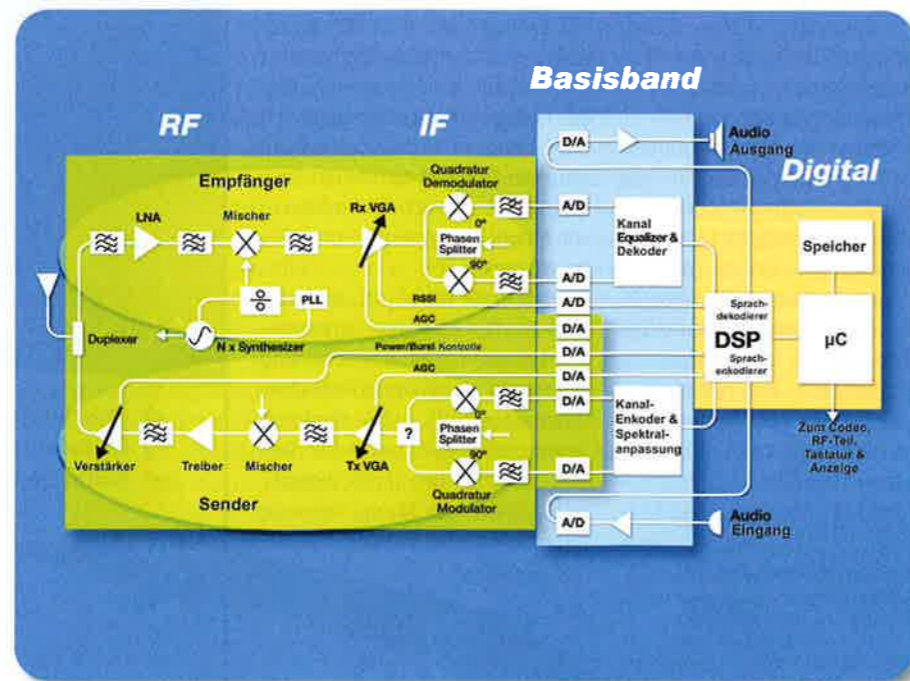 Basisband
RF
IF
Digital
Empfänger
LNA
Mischer
Rx VGA
Quadratur
Demodulator
0°
Phasen
Splitter
90°
RSSI
AGC
PLL
N x Synthesizer
Duplexer
Power/Burst Kontrolle
AGC
Verstärker
Treiber
Mischer
Tx VGA
?
0°
Phasen
Splitter
90°
Quadratur
Modulator
Sender
D/A
A/D
A/D
A/D
D/A
D/A
D/A
D/A
D/A
A/D
Kanal
Equalizer &
Dekoder
Kanal-
Enkoder &
Spektral-
anpassung
Audio
Ausgang
Audio
Eingang
Sprach-
dekodierer
DSP
Sprach-
enkodierer
Speicher
µC
Zum Codec,
RF-Teil,
Tastatur &
Anzeige